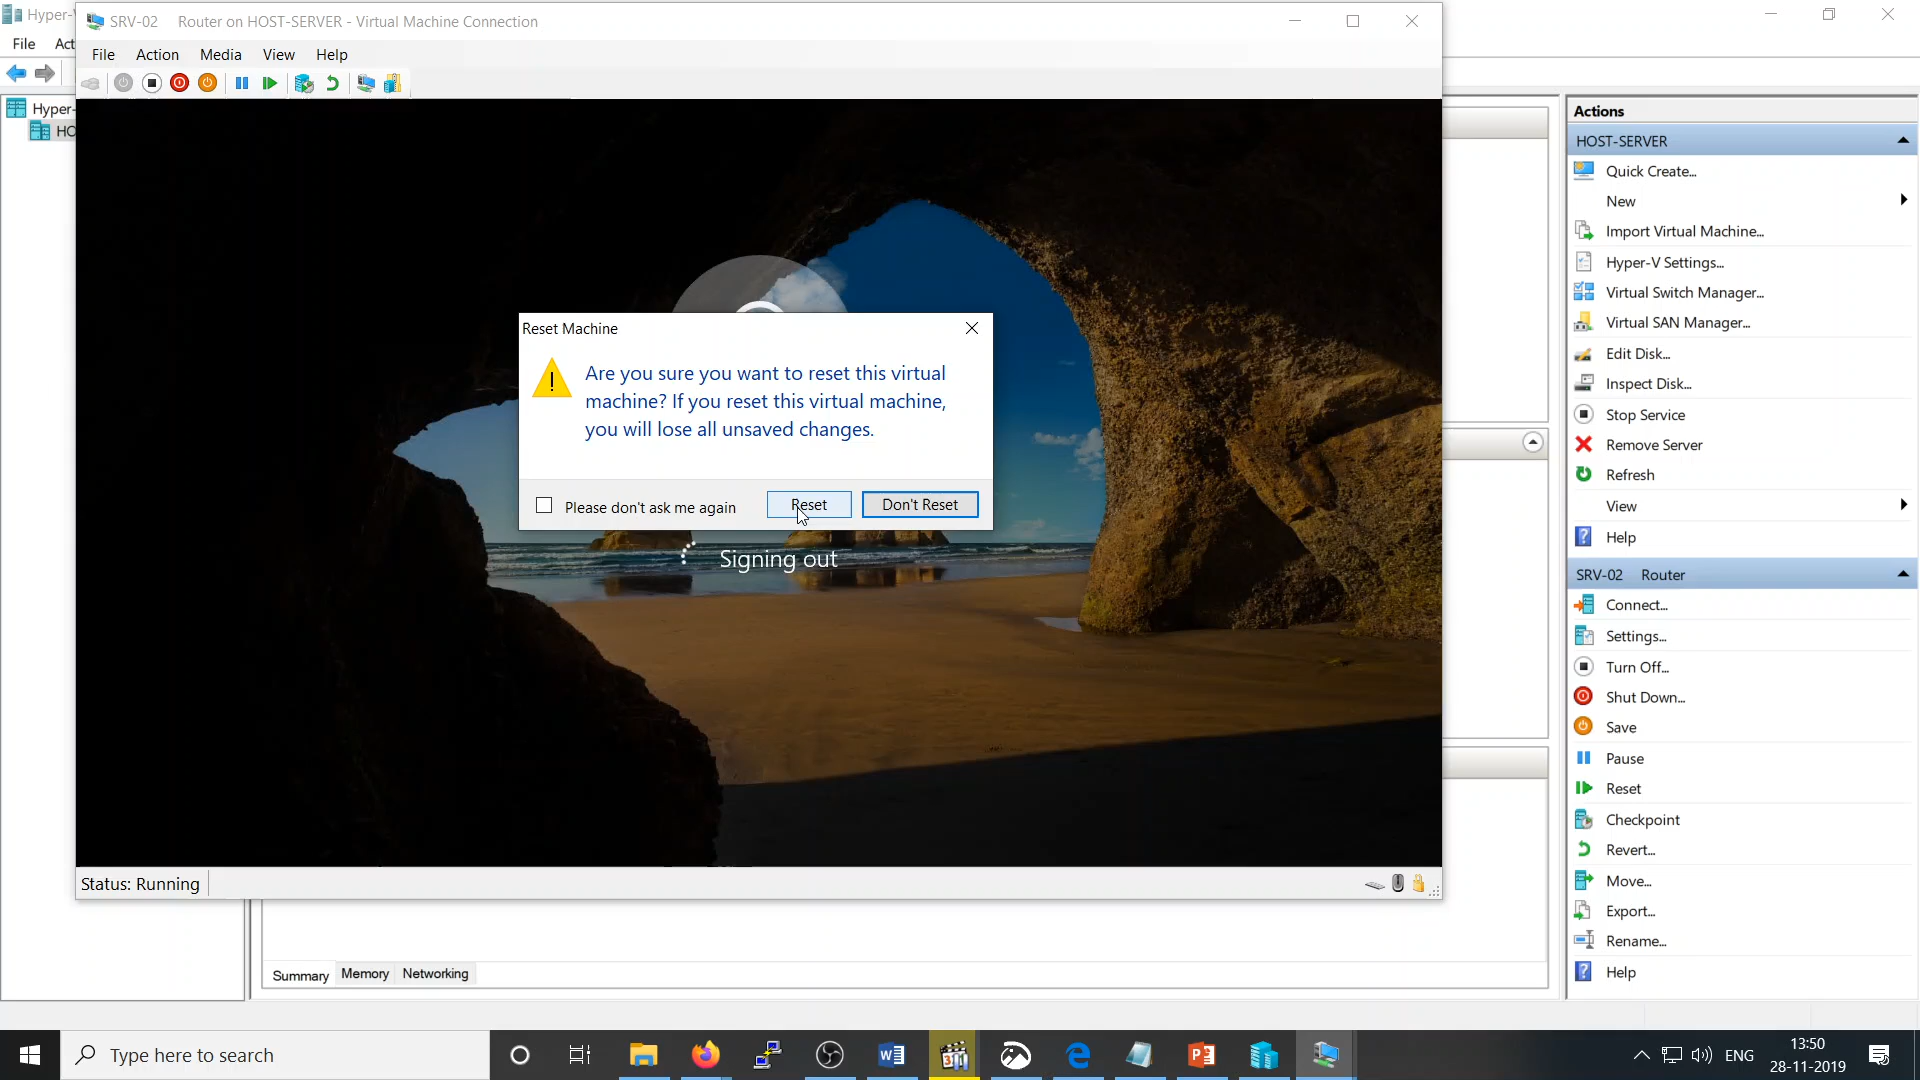 Hyper-V
SRV-02 Router on HOST-SERVER - Virtual Machine Connection
File Act
File Action Media View Help
Hyper-
HO
Reset Machine
Are you sure you want to reset this virtual
machine? If you reset this virtual machine,
you will lose all unsaved changes.
Please don't ask me again
Reset
Don't Reset
Signing out
Status: Running
Summary Memory Networking
Actions
HOST-SERVER
Quick Create...
New
Import Virtual Machine...
Hyper-V Settings...
Virtual Switch Manager...
Virtual SAN Manager...
Edit Disk...
Inspect Disk...
Stop Service
Remove Server
Refresh
View
Help
SRV-02 Router
Connect...
Settings...
Turn Off...
Shut Down...
Save
Pause
Reset
Checkpoint
Revert...
Move...
Export...
Rename...
Help
Type here to search
ENG
13:50
28-11-2019